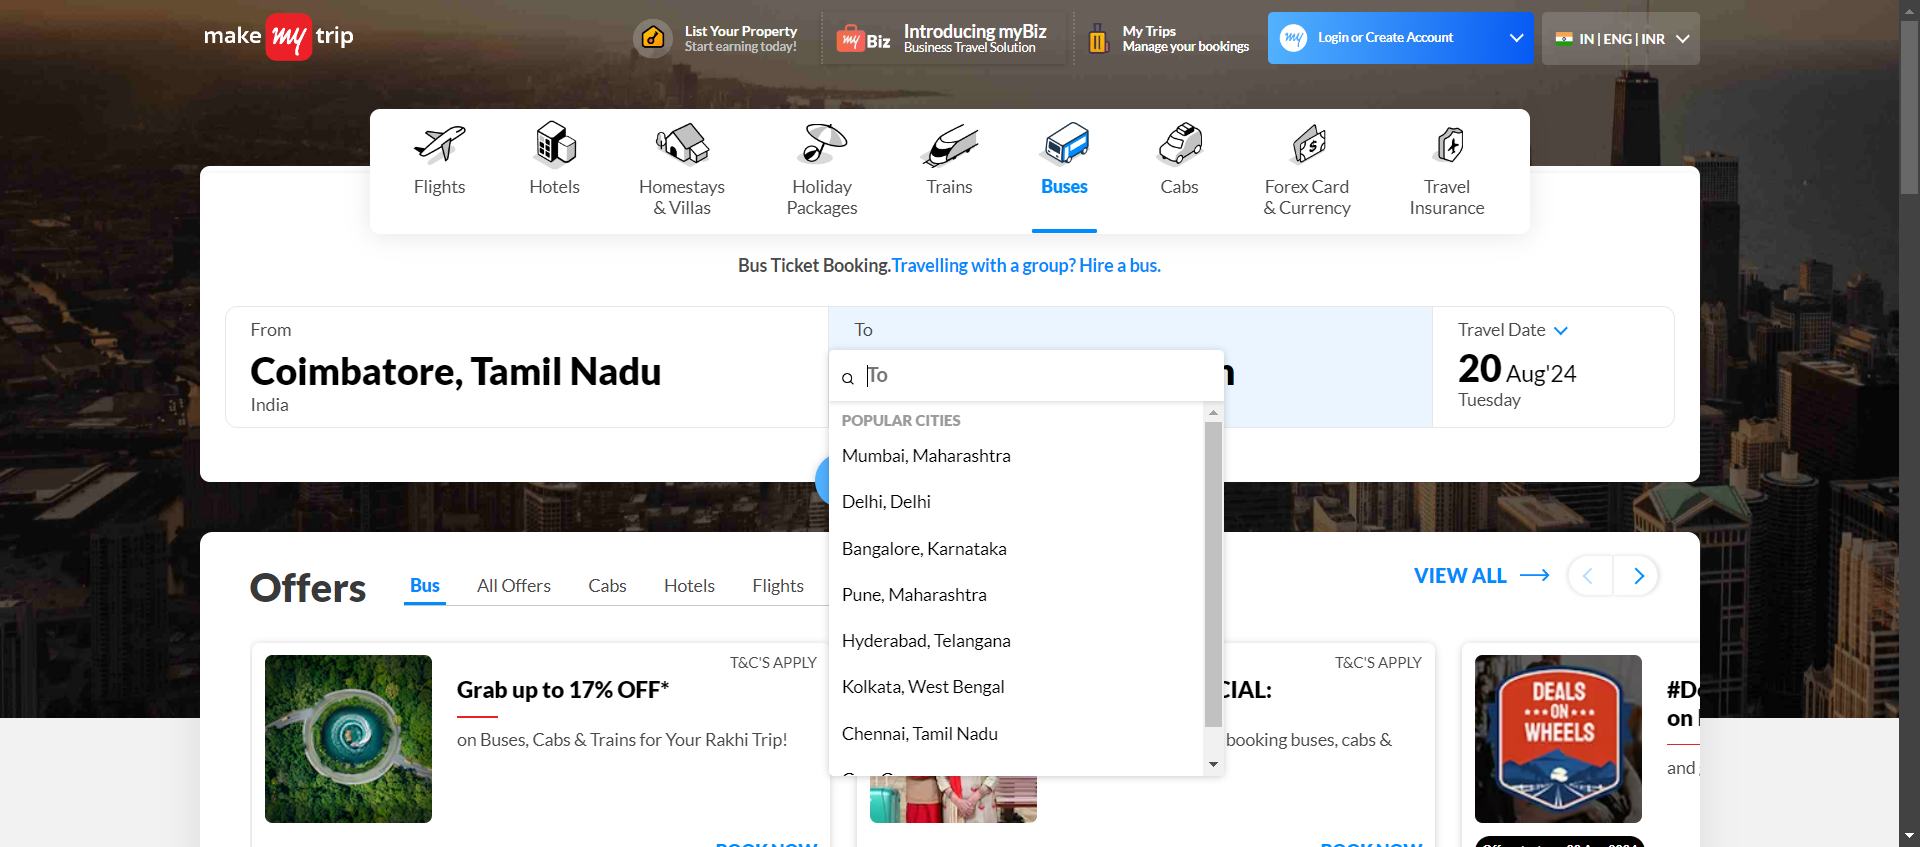 make my trip
List Your Property
Start earning today!
my Biz
Introducing myBiz
Business Travel Solution
My Trips
Manage your bookings
my
Login or Create Account
IN | ENG | INR
Flights
Hotels
Homestays
& Villas
Holiday
Packages
Trains
Buses
Cabs
Forex Card
& Currency
Travel
Insurance
Bus Ticket Booking.Travelling with a group? Hire a bus.
From
Coimbatore, Tamil Nadu
India
To
To
Travel Date
20 Aug'24
Tuesday
POPULAR CITIES
Mumbai, Maharashtra
Delhi, Delhi
Bangalore, Karnataka
Pune, Maharashtra
Hyderabad, Telangana
Kolkata, West Bengal
Chennai, Tamil Nadu
Offers
Bus
All Offers
Cabs
Hotels
Flights
VIEW ALL
T&C'S APPLY
Grab up to 17% OFF*
on Buses, Cabs & Trains for Your Rakhi Trip!
BOOK NOW
T&C'S APPLY
booking buses, cabs &
BOOK NOW
DEALS
ON
WHEELS
on
and